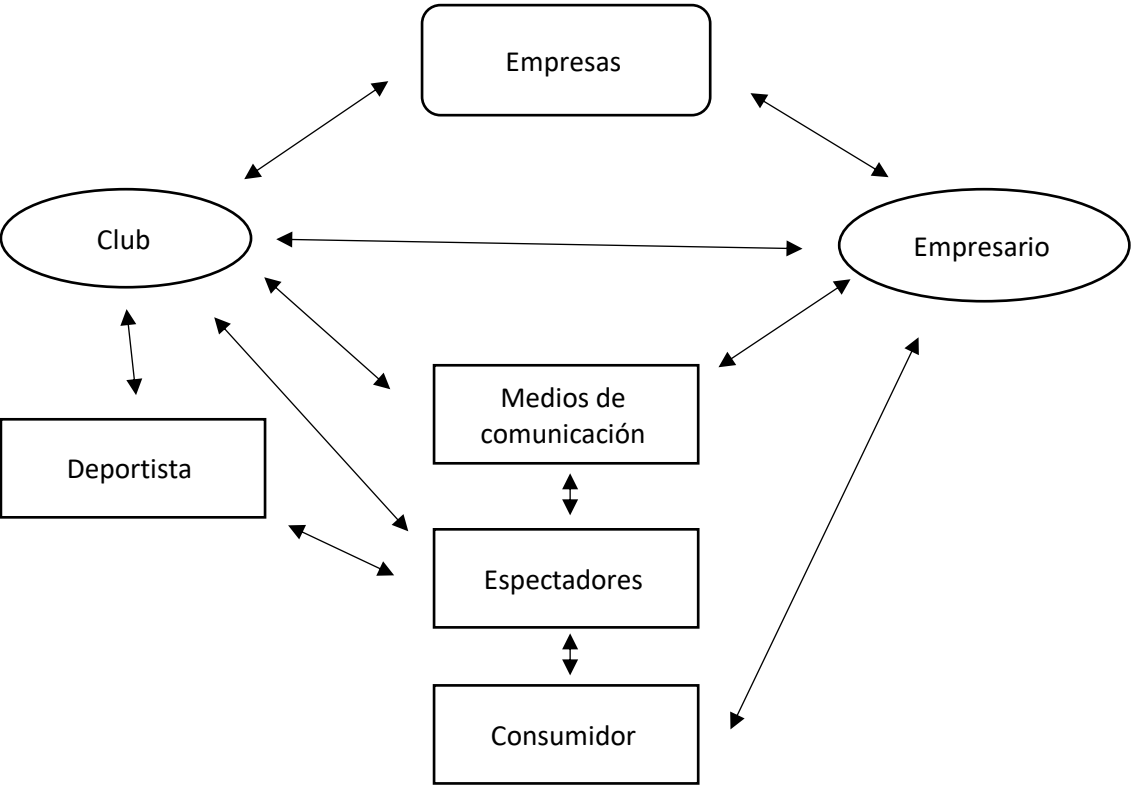 Empresas
Club
Empresario
Medios de
comunicación
Deportista
Espectadores
Consumidor